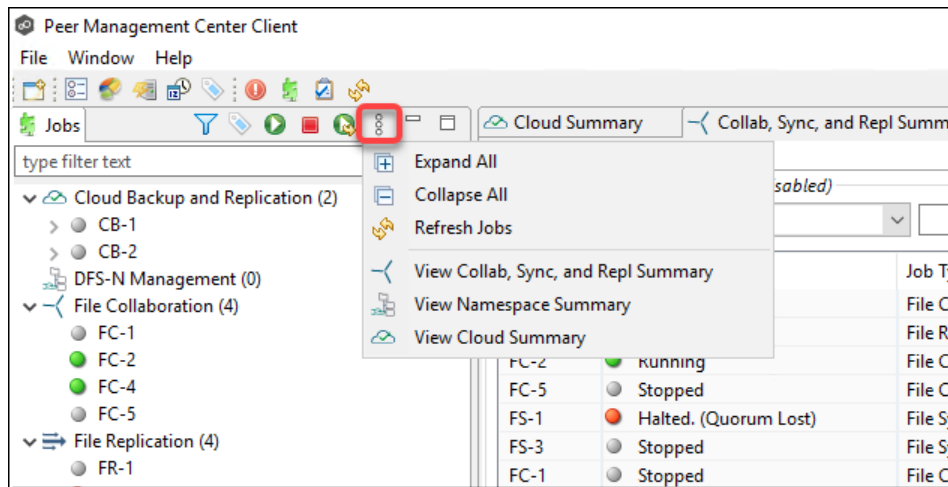 Peer Management Center Client
File Window Help
Jobs
Cloud Summary
Collab, Sync, and Repl Summ
type filter text
Expand All
Collapse All
Refresh Jobs
View Collab, Sync, and Repl Summary
View Namespace Summary
View Cloud Summary
Cloud Backup and Replication (2)
CB-1
CB-2
DFS-N Management (0)
File Collaboration (4)
FC-1
FC-2
FC-4
FC-5
File Replication (4)
FR-1
sabled)
Job Ty
File C
File R
FC-2 Running File C
FC-5 Stopped File C
FS-1 Halted. (Quorum Lost) File S
FS-3 Stopped File S
FC-1 Stopped File C